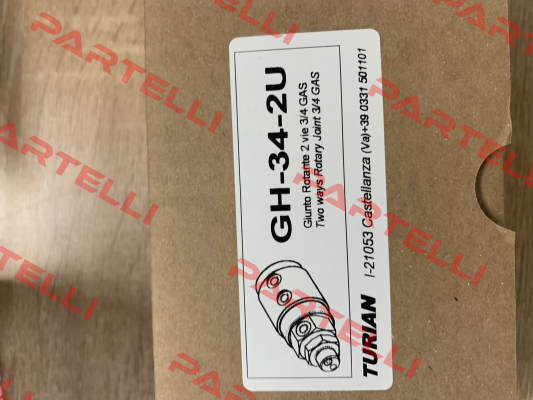 GH-34-2U
Giunto Rotante 2 vie 3/4 GAS
Two ways Rotary Joint 3/4 GAS
TURIAN I-21053 Castellanza (Va)+39 0331 501101
PARTELLI
PARTELLI
PARTELLI
PARTELLI
PARTELLI
PARTELLI